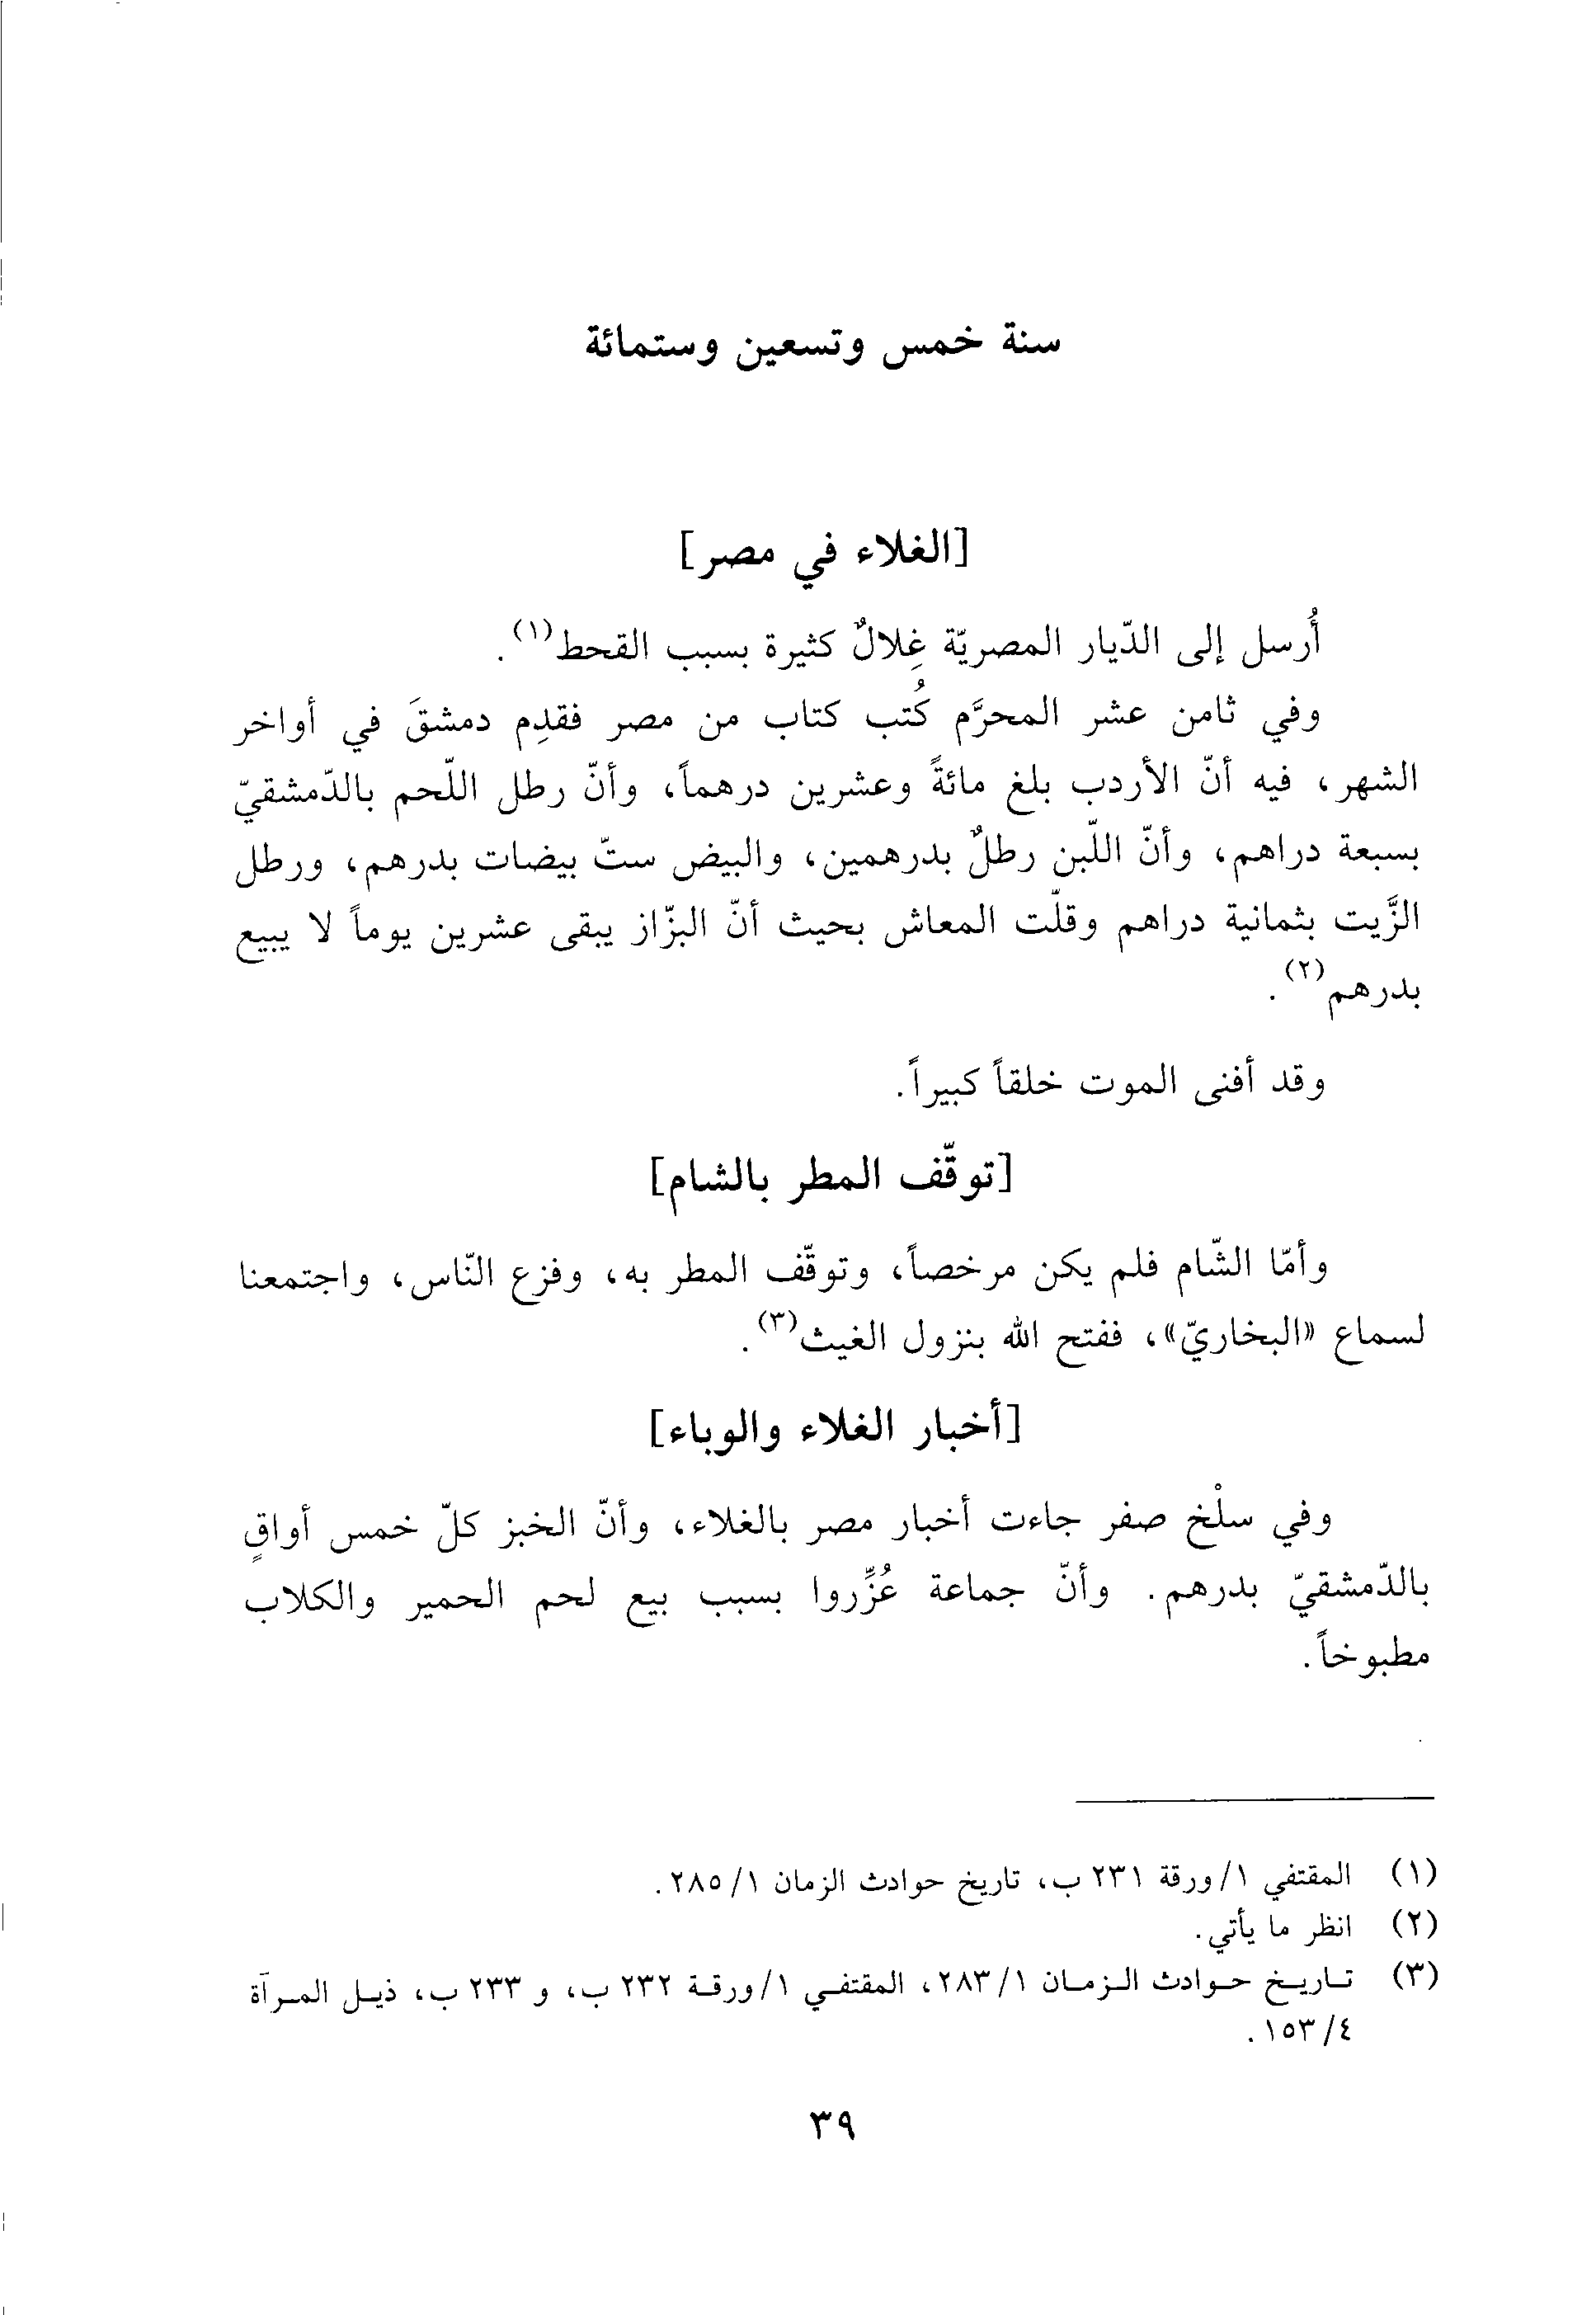 سنة خمس وتسعين وستمائة
[الغلاء في مصر]
أُرسل إلى الدّيار المصريّة غِلالٌ كثيرة بسبب القحط(١).
وفي ثامن عشر المحرَّم كُتب كتاب من مصر فقدِم دمشقَ في أواخر
الشهر، فيه أنّ الأردب بلغ مائةً وعشرين درهماً، وأنّ رطل اللّحم بالدّمشقيّ
بسبعة دراهم، وأنّ اللّبن رطلٌ بدرهمين، والبيض ستّ بيضات بدرهم، ورطل
الزَّيت بثمانية دراهم وقلّت المعاش بحيث أنّ البزّاز يبقى عشرين يوماً لا يبيع
بدرهم(٢).
وقد أفنى الموت خلقاً كبيراً.
[توقّف المطر بالشام]
وأمّا الشّام فلم يكن مرخصاً، وتوقّف المطر به، وفزع النّاس، واجتمعنا
لسماع «البخاريّ»، ففتح الله بنزول الغيث(٣).
[أخبار الغلاء والوباء]
وفي سلْخ صفر جاءت أخبار مصر بالغلاء، وأنّ الخبز كلّ خمس أواقٍ
بالدّمشقيّ بدرهم. وأنّ جماعة عُزِّروا بسبب بيع لحم الحمير والكلاب
مطبوخاً.
(١) المقتفي ١/ورقة ٢٣١ ب، تاريخ حوادث الزمان ١/٢٨٥.
(٢) انظر ما يأتي.
(٣) تاريخ حوادث الزمان ١/٢٨٣، المقتفي ١/ورقة ٢٣٢ ب، و ٢٣٣ ب، ذيل المرآة
٤/١٥٣.
٣٩